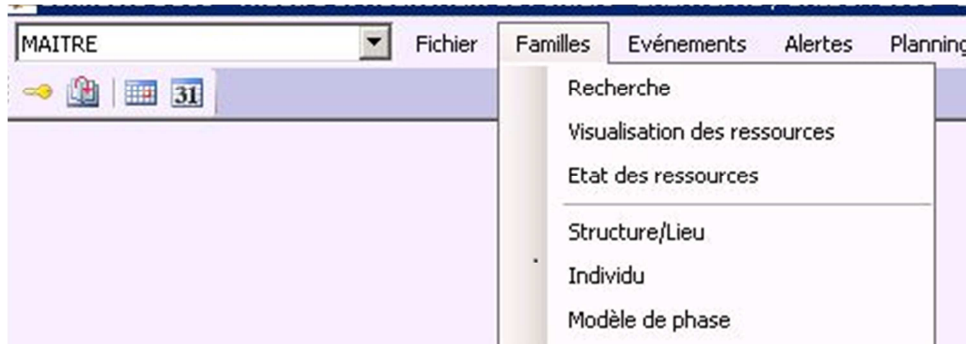 MAITRE Fichier Familles Evénements Alertes Planning
31
Recherche
Visualisation des ressources
Etat des ressources
Structure/Lieu
Individu
Modèle de phase